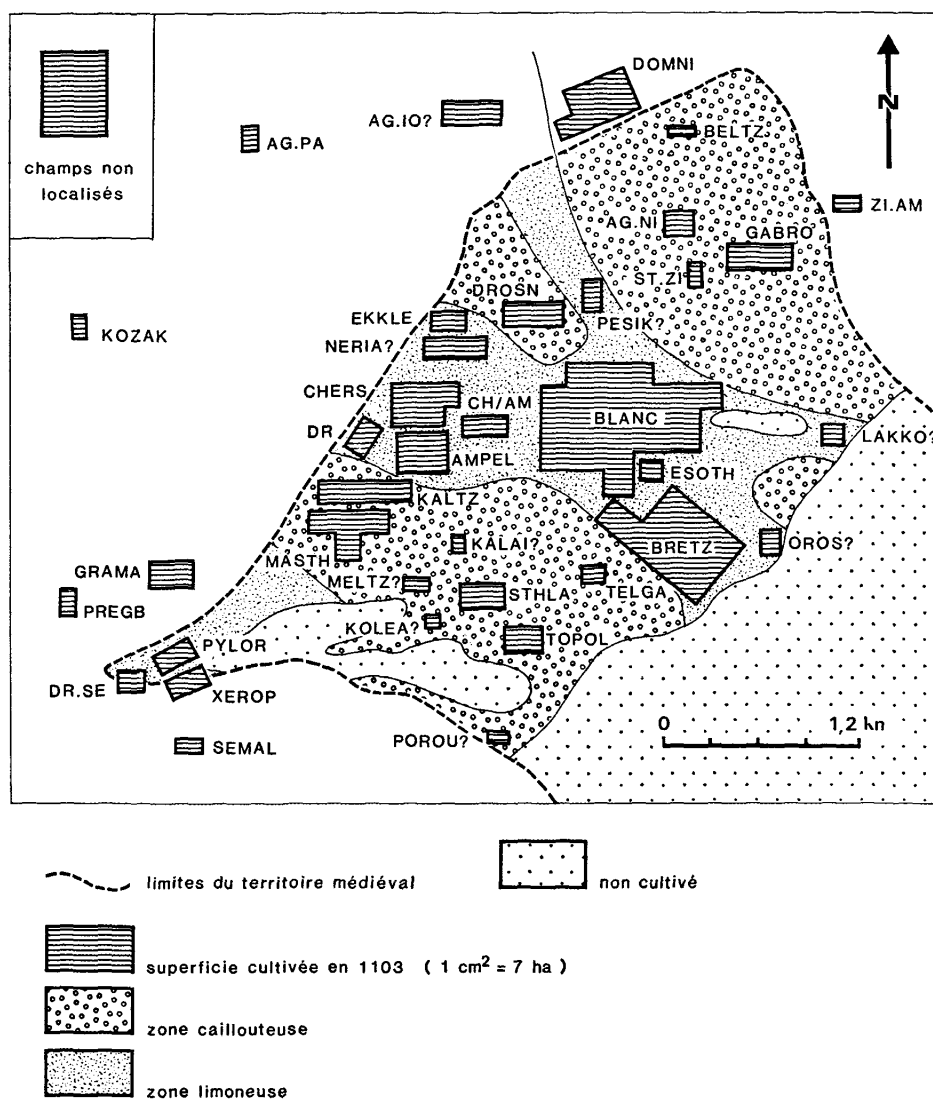 champs non
localisés
DOMNI
AG.IO?
AG.PA
BELTZ
N
ZI.AM
AG.NI
GABRO
DROSN
ST.ZI
EKKLE
PESIK?
KOZAK
NERIA?
CHERS
CH/AM
BLANC
DR
LAKKO?
AMPEL
ESOTH
KALTZ
BRETZ
OROS?
MASTH
KALAI?
GRAMA
MELTZ?
STHLA
TELGA
PREGB
KOLEA?
TOPOL
PYLOR
DR.SE
XEROP
0 1,2 kn
SEMAL
POROU?
limites du territoire médiéval
non cultivé
superficie cultivée en 1103 ( 1 cm² = 7 ha )
zone caillouteuse
zone limoneuse